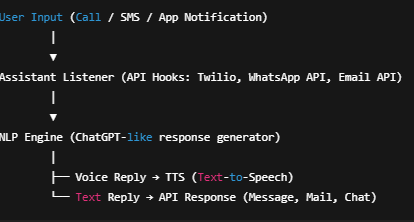 User Input (Call / SMS / App Notification)
│
▼
Assistant Listener (API Hooks: Twilio, WhatsApp API, Email API)
│
▼
NLP Engine (ChatGPT-like response generator)
│
├── Voice Reply → TTS (Text-to-Speech)
└── Text Reply → API Response (Message, Mail, Chat)